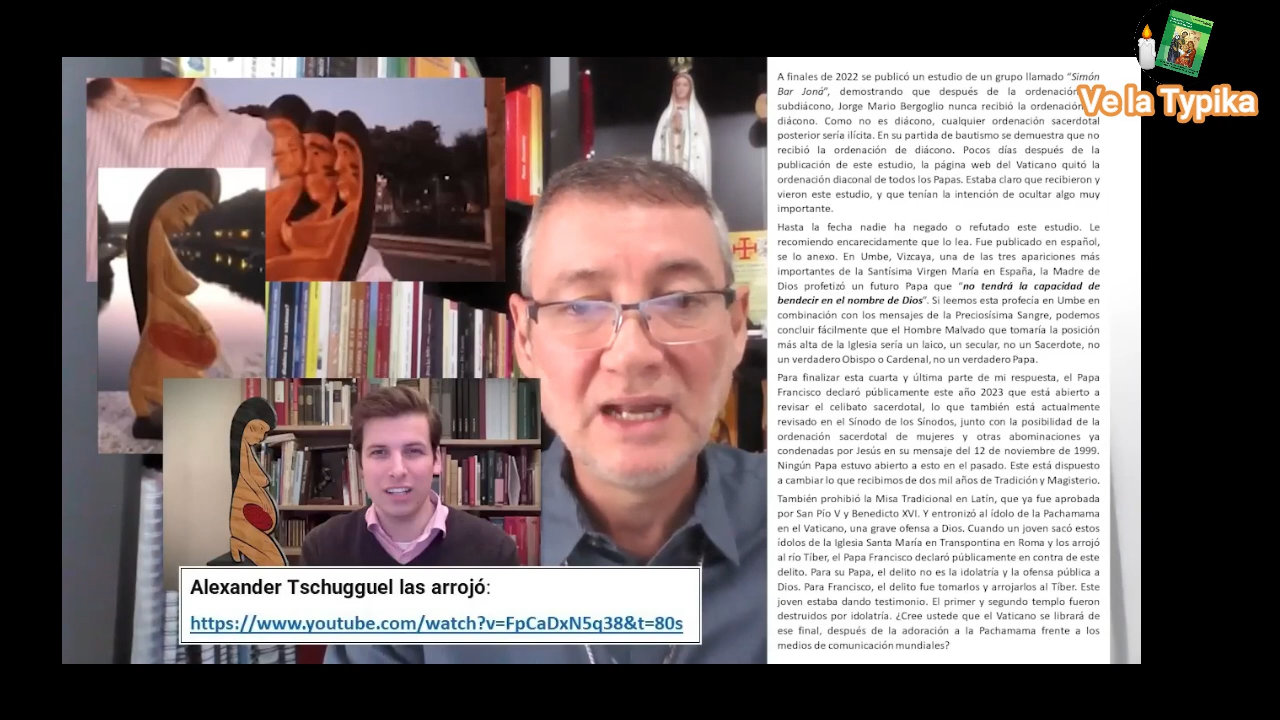 A finales de 2022 se publicó un estudio de un grupo llamado “Simón
Bar Joná”, demostrando que después de la ordenación
subdiácono, Jorge Mario Bergoglio nunca recibió la ordenación
diácono. Como no es diácono, cualquier ordenación sacerdotal
posterior sería ilícita. En su partida de bautismo se demuestra que no
recibió la ordenación de diácono. Pocos días después de la
publicación de este estudio, la página web del Vaticano quitó la
ordenación diaconal de todos los Papas. Estaba claro que recibieron y
vieron este estudio, y que tenían la intención de ocultar algo muy
importante.
Hasta la fecha nadie ha negado o refutado este estudio. Le
recomiendo encarecidamente que lo lea. Fue publicado en español,
se lo anexo. En Umbe, Vizcaya, una de las tres apariciones más
importantes de la Santísima Virgen María en España, la Madre de
Dios profetizó un futuro Papa que “no tendrá la capacidad de
bendecir en el nombre de Dios”. Si leemos esta profecía en Umbe en
combinación con los mensajes de la Preciosísima Sangre, podemos
concluir fácilmente que el Hombre Malvado que tomaría la posición
más alta de la Iglesia sería un laico, un secular, no un Sacerdote, no
un verdadero Obispo o Cardenal, no un verdadero Papa.
Para finalizar esta cuarta y última parte de mi respuesta, el Papa
Francisco declaró públicamente este año 2023 que está abierto a
revisar el celibato sacerdotal, lo que también está actualmente
revisado en el Sínodo de los Sínodos, junto con la posibilidad de la
ordenación sacerdotal de mujeres y otras abominaciones ya
condenadas por Jesús en su mensaje del 12 de noviembre de 1999.
Ningún Papa estuvo abierto a esto en el pasado. Este está dispuesto
a cambiar lo que recibimos de dos mil años de Tradición y Magisterio.
También prohibió la Misa Tradicional en Latín, que ya fue aprobada
por San Pío V y Benedicto XVI. Y entronizó al ídolo de la Pachamama
en el Vaticano, una grave ofensa a Dios. Cuando un joven sacó estos
ídolos de la Iglesia Santa María en Transpontina en Roma y los arrojó
al río Tíber, el Papa Francisco declaró públicamente en contra de este
delito. Para su Papa, el delito no es la idolatría y la ofensa pública a
Dios. Para Francisco, el delito fue tomarlos y arrojarlos al Tíber. Este
joven estaba dando testimonio. El primer y segundo templo fueron
destruidos por idolatría. ¿Cree ustede que el Vaticano se librará de
ese final, después de la adoración a la Pachamama frente a los
medios de comunicación mundiales?
Ve la Typika
Alexander Tschugguel las arrojó:
https://www.youtube.com/watch?v=FpCaDxN5q38&t=80s